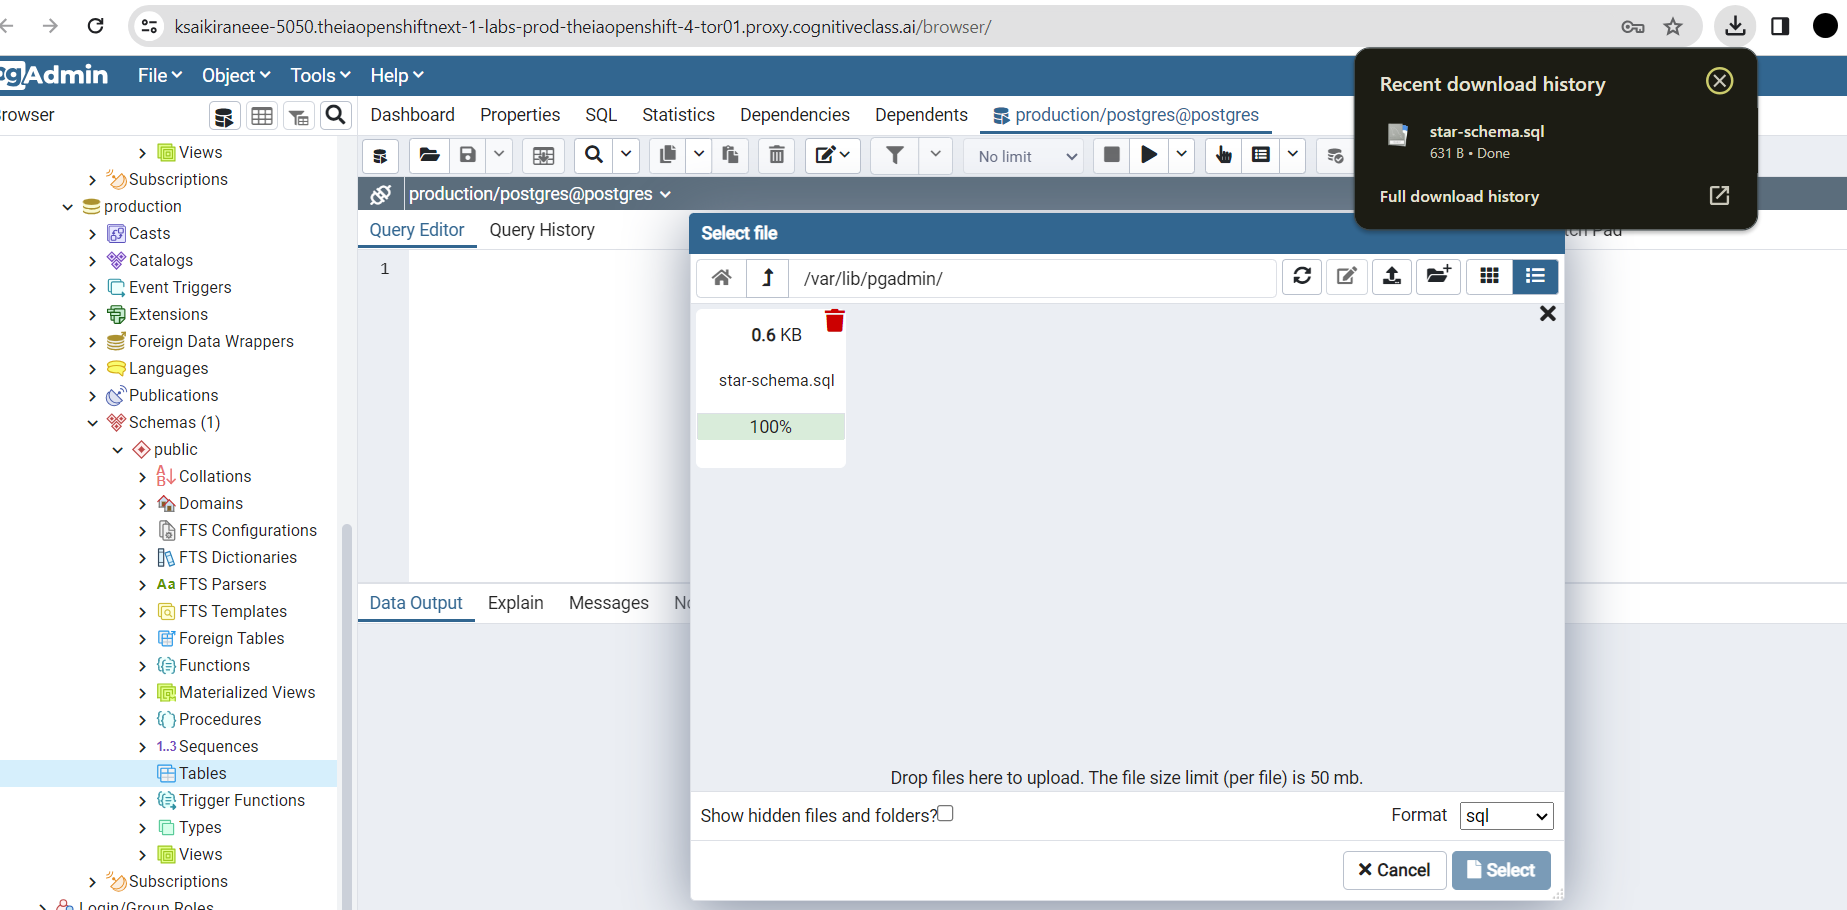 ksaikiraneee-5050.theiaopenshiftnext-1-labs-prod-theiaopenshift-4-tor01.proxy.cognitiveclass.ai/browser/
pgAdmin File Object Tools Help
rowser
Dashboard Properties SQL Statistics Dependencies Dependents production/postgres@postgres
No limit
production/postgres@postgres
Query Editor Query History
1
Recent download history
star-schema.sql
631 B • Done
Full download history
tch Pad
Views
Subscriptions
production
Casts
Catalogs
Event Triggers
Extensions
Foreign Data Wrappers
Languages
Publications
Schemas (1)
public
Collations
Domains
FTS Configurations
FTS Dictionaries
Aa FTS Parsers
FTS Templates
Foreign Tables
Functions
Materialized Views
Procedures
1..3 Sequences
Tables
Trigger Functions
Types
Views
Subscriptions
Login/Group Roles
Select file
/var/lib/pgadmin/
0.6 KB
star-schema.sql
100%
Drop files here to upload. The file size limit (per file) is 50 mb.
Show hidden files and folders?
Format sql
Cancel Select
Data Output Explain Messages No